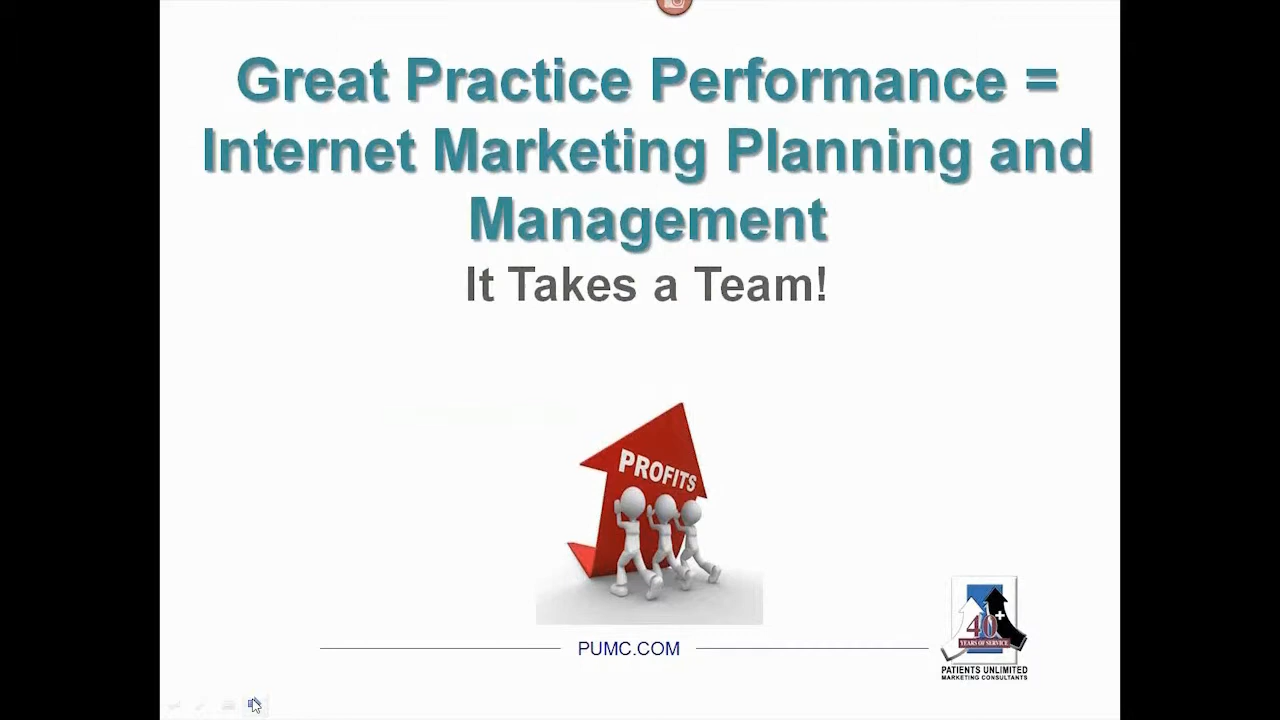 Great Practice Performance =
Internet Marketing Planning and
Management
It Takes a Team!
PROFITS
PUMC.COM
40+
YEARS OF SERVICE
PATIENTS UNLIMITED
MARKETING CONSULTANTS